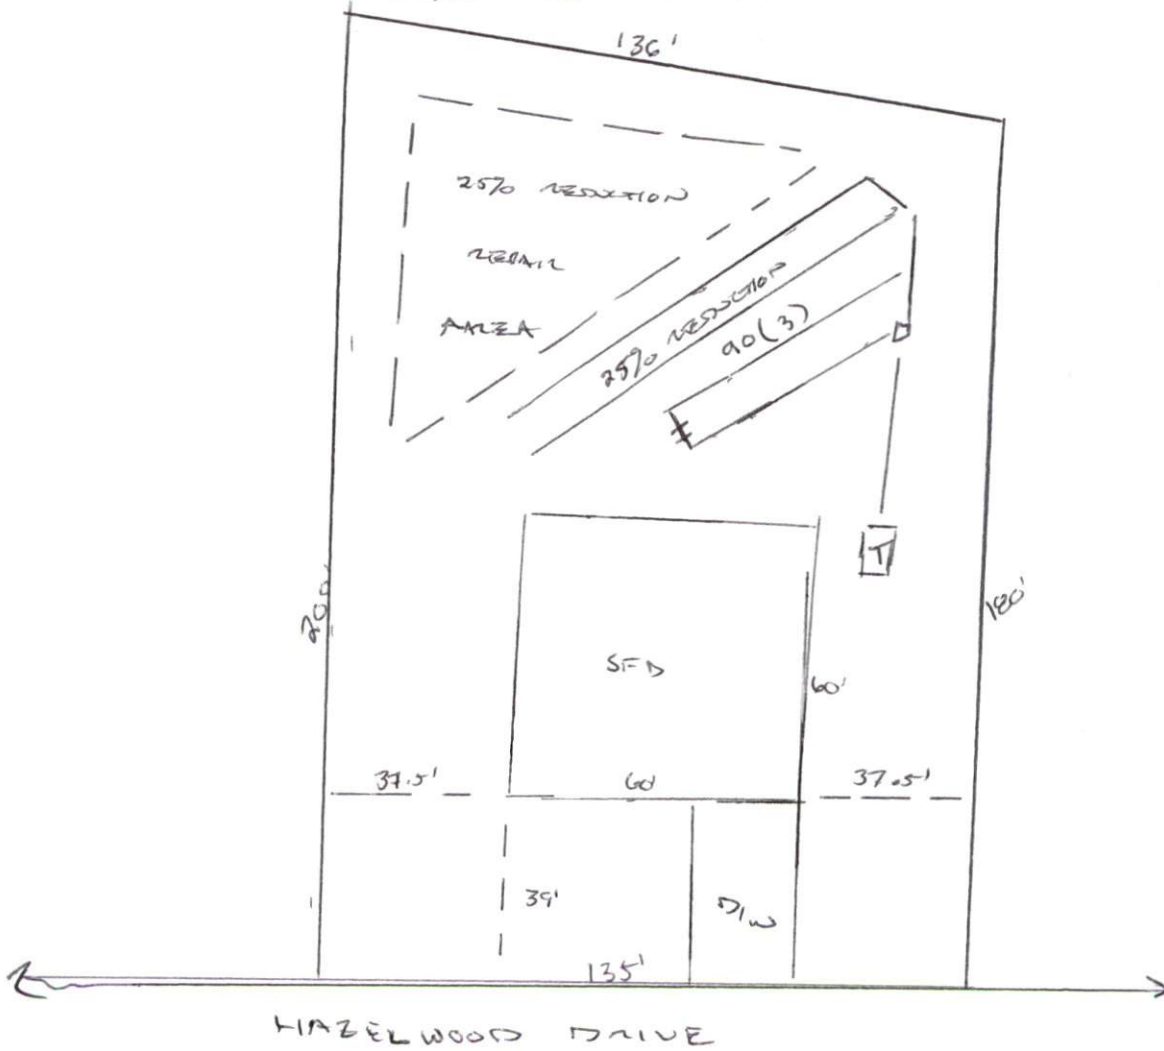 136'
25% REDUCTION
REPAIR
AREA
25% REDUCTION
90(3)
T
200'
180'
SFD
60'
37.5'
60'
37.5'
39'
D/W
135'
HAZELWOOD DRIVE